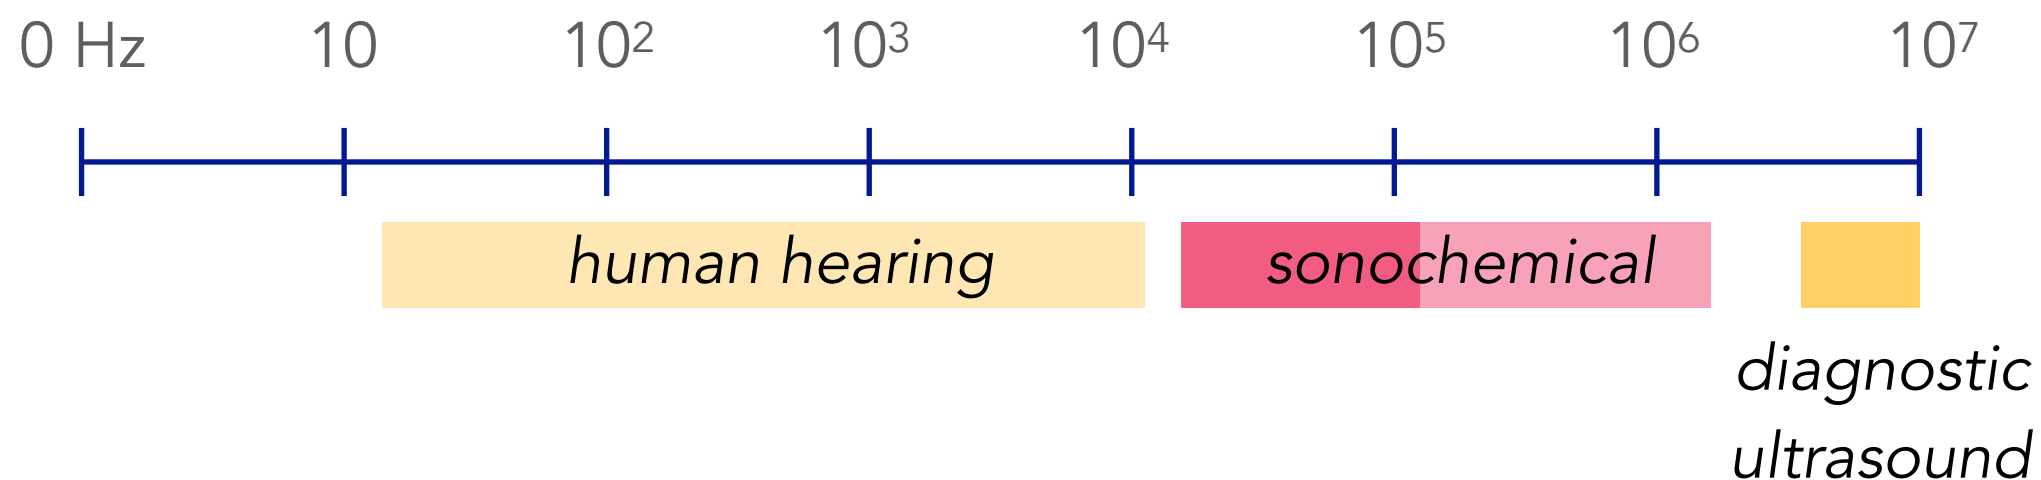 0 Hz 10 10² 10³ 10⁴ 10⁵ 10⁶ 10⁷
human hearing sonochemical
diagnostic
ultrasound